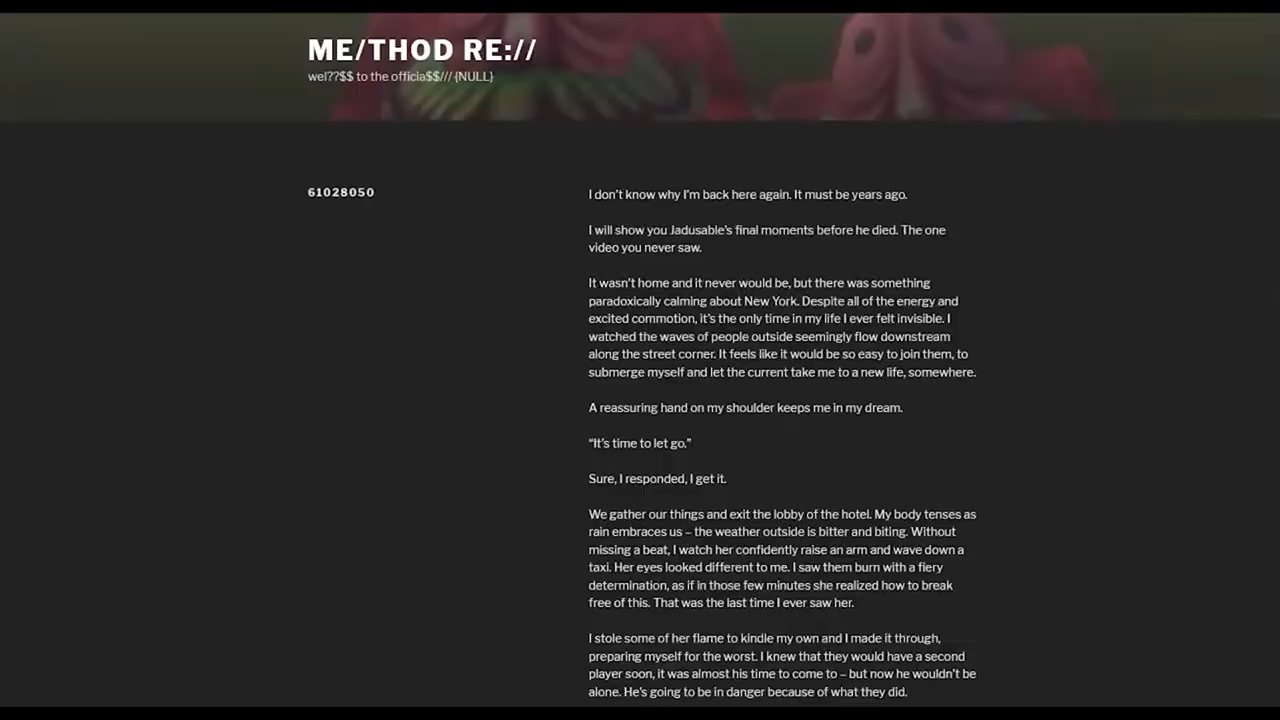 ME/THOD RE://
wel??$$ to the officia$$/// {NULL}
61028050
I don't know why I'm back here again. It must be years ago.
I will show you Jadusable's final moments before he died. The one
video you never saw.
It wasn't home and it never would be, but there was something
paradoxically calming about New York. Despite all of the energy and
excited commotion, it's the only time in my life I ever felt invisible. I
watched the waves of people outside seemingly flow downstream
along the street corner. It feels like it would be so easy to join them, to
submerge myself and let the current take me to a new life, somewhere.
A reassuring hand on my shoulder keeps me in my dream.
“It's time to let go.”
Sure, I responded, I get it.
We gather our things and exit the lobby of the hotel. My body tenses as
rain embraces us – the weather outside is bitter and biting. Without
missing a beat, I watch her confidently raise an arm and wave down a
taxi. Her eyes looked different to me. I saw them burn with a fiery
determination, as if in those few minutes she realized how to break
free of this. That was the last time I ever saw her.
I stole some of her flame to kindle my own and I made it through,
preparing myself for the worst. I knew that they would have a second
player soon, it was almost his time to come to – but now he wouldn't be
alone. He's going to be in danger because of what they did.